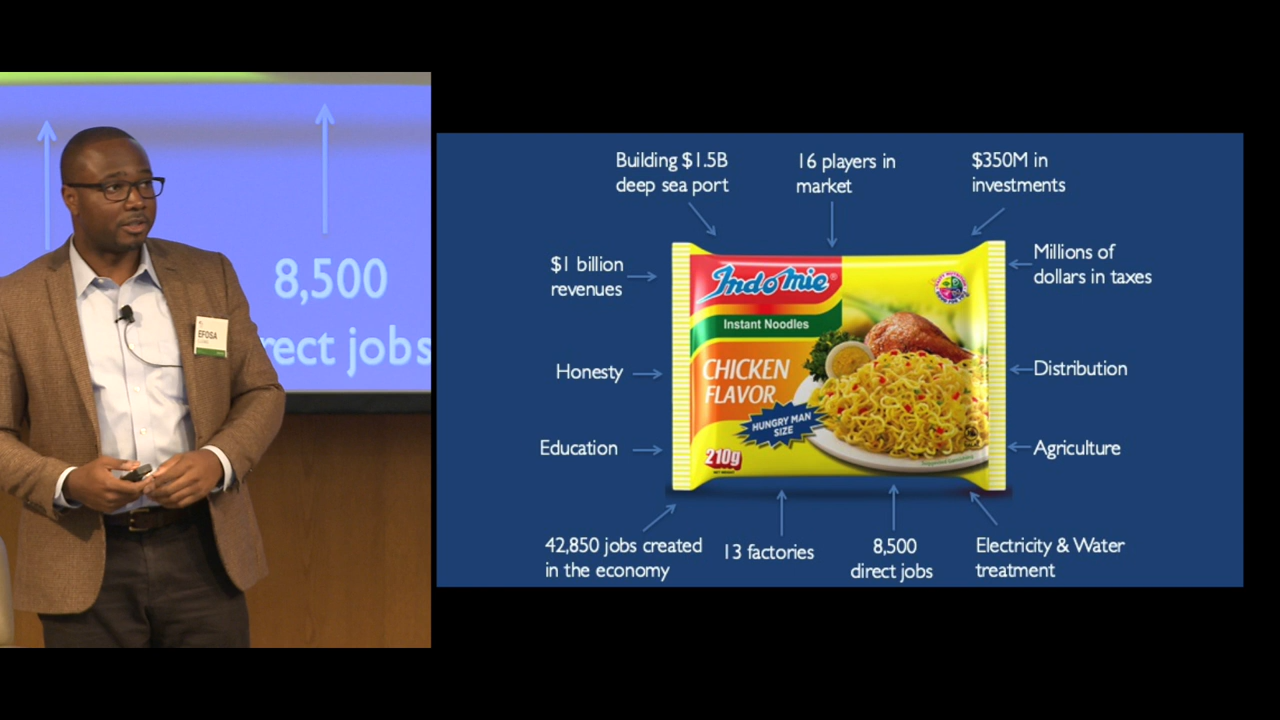 8,500
rect jobs
EFOSA
Building $1.5B
deep sea port
16 players in
market
$350M in
investments
$1 billion
revenues
Millions of
dollars in taxes
Honesty
Distribution
Education
Agriculture
42,850 jobs created
in the economy
13 factories
8,500
direct jobs
Electricity & Water
treatment
Indomie®
Instant Noodles
CHICKEN
FLAVOR
HUNGRY MAN
SIZE
210g
NET WEIGHT